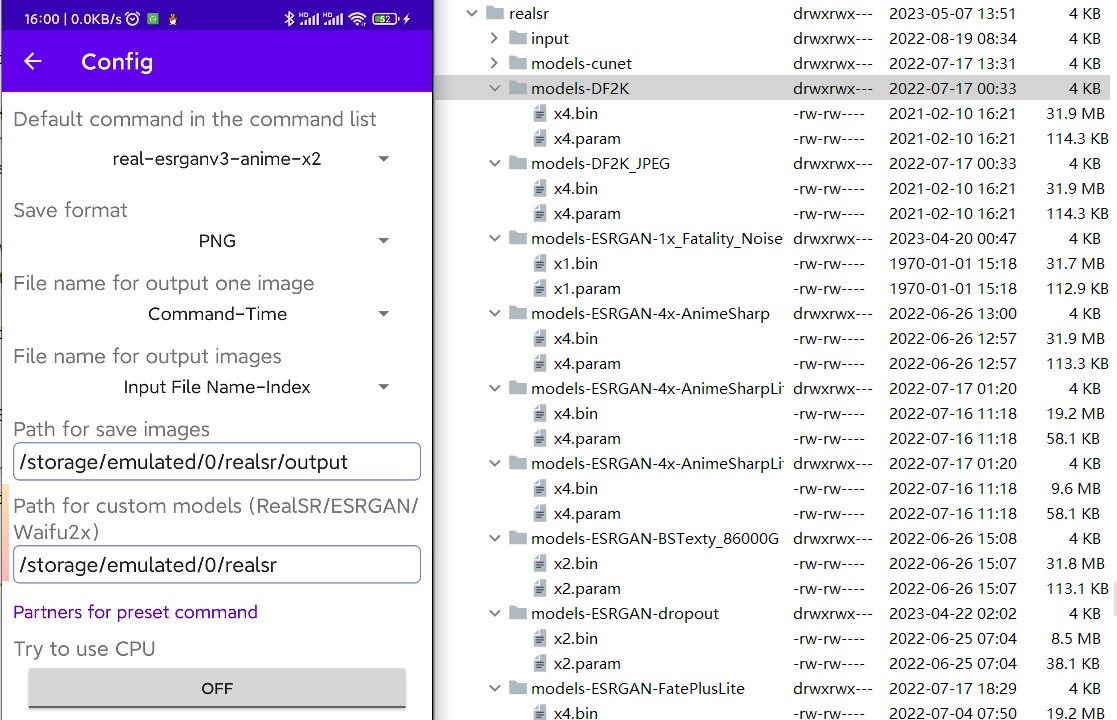 16:00 | 0.0KB/s
HD HD 52
Config
Default command in the command list
real-esrganv3-anime-x2
Save format
PNG
File name for output one image
Command-Time
File name for output images
Input File Name-Index
Path for save images
/storage/emulated/0/realsr/output
Path for custom models (RealSR/ESRGAN/
Waifu2x)
/storage/emulated/0/realsr
Partners for preset command
Try to use CPU
OFF
realsr drwxrwx--- 2023-05-07 13:51 4 KB
input drwxrwx--- 2022-08-19 08:34 4 KB
models-cunet drwxrwx--- 2022-07-17 13:31 4 KB
models-DF2K drwxrwx--- 2022-07-17 00:33 4 KB
x4.bin -rw-rw---- 2021-02-10 16:21 31.9 MB
x4.param -rw-rw---- 2021-02-10 16:21 114.3 KB
models-DF2K_JPEG drwxrwx--- 2022-07-17 00:33 4 KB
x4.bin -rw-rw---- 2021-02-10 16:21 31.9 MB
x4.param -rw-rw---- 2021-02-10 16:21 114.3 KB
models-ESRGAN-1x_Fatality_Noise drwxrwx--- 2023-04-20 00:47 4 KB
x1.bin -rw-rw---- 1970-01-01 15:18 31.7 MB
x1.param -rw-rw---- 1970-01-01 15:18 112.9 KB
models-ESRGAN-4x-AnimeSharp drwxrwx--- 2022-06-26 13:00 4 KB
x4.bin -rw-rw---- 2022-06-26 12:57 31.9 MB
x4.param -rw-rw---- 2022-06-26 12:57 113.3 KB
models-ESRGAN-4x-AnimeSharpLi drwxrwx--- 2022-07-17 01:20 4 KB
x4.bin -rw-rw---- 2022-07-16 11:18 19.2 MB
x4.param -rw-rw---- 2022-07-16 11:18 58.1 KB
models-ESRGAN-4x-AnimeSharpLi drwxrwx--- 2022-07-17 01:20 4 KB
x4.bin -rw-rw---- 2022-07-16 11:18 9.6 MB
x4.param -rw-rw---- 2022-07-16 11:18 58.1 KB
models-ESRGAN-BSTexty_86000G drwxrwx--- 2022-06-26 15:08 4 KB
x2.bin -rw-rw---- 2022-06-26 15:07 31.8 MB
x2.param -rw-rw---- 2022-06-26 15:07 113.1 KB
models-ESRGAN-dropout drwxrwx--- 2023-04-22 02:02 4 KB
x2.bin -rw-rw---- 2022-06-25 07:04 8.5 MB
x2.param -rw-rw---- 2022-06-25 07:04 38.1 KB
models-ESRGAN-FatePlusLite drwxrwx--- 2022-07-17 18:29 4 KB
x4.bin -rw-rw---- 2022-07-04 07:50 19.2 MB